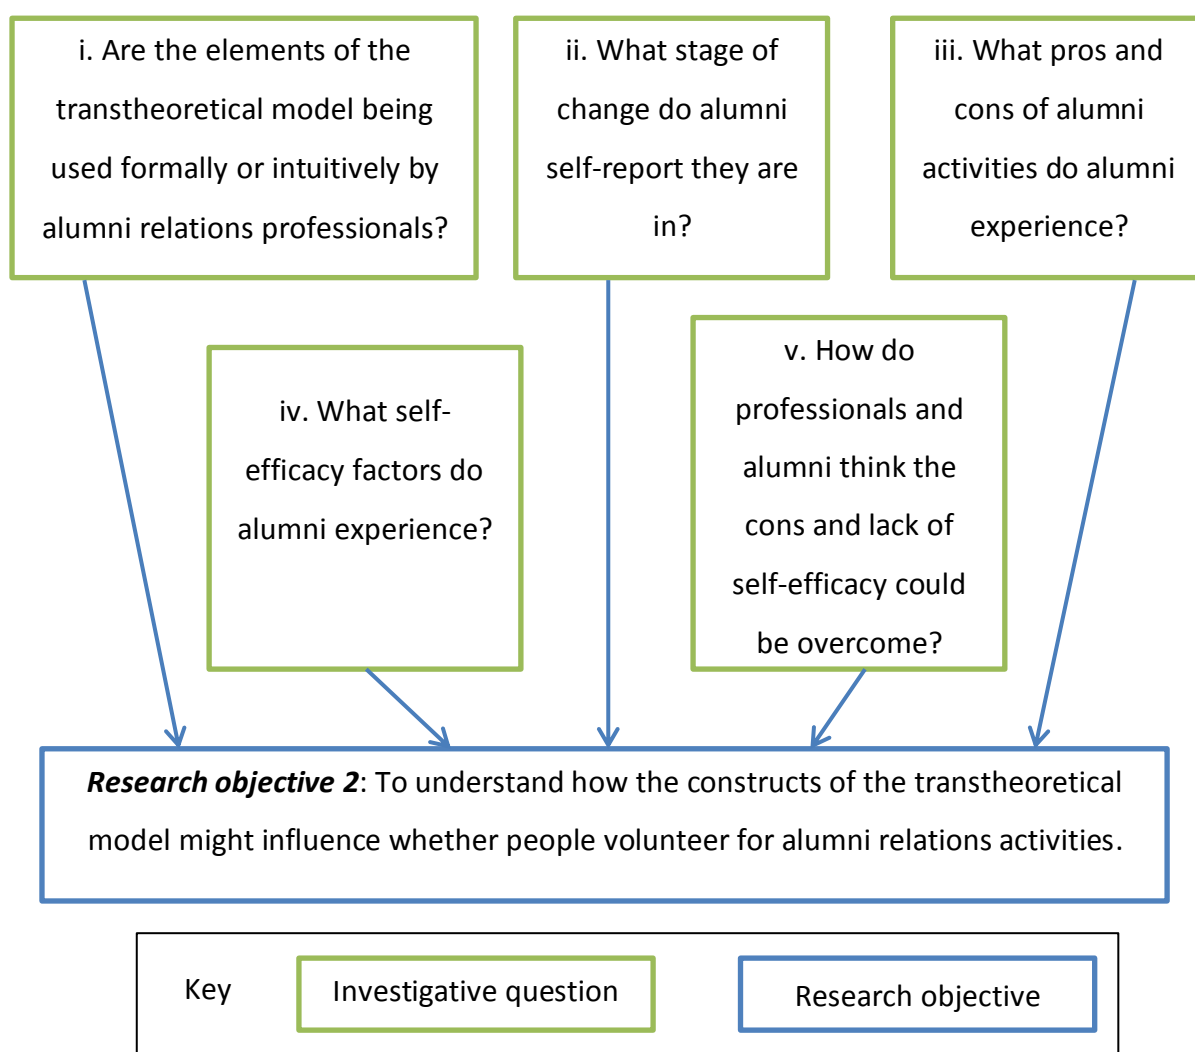 i. Are the elements of the
transtheoretical model being
used formally or intuitively by
alumni relations professionals?
ii. What stage of
change do alumni
self-report they are
in?
iii. What pros and
cons of alumni
activities do alumni
experience?
iv. What self-
efficacy factors do
alumni experience?
v. How do
professionals and
alumni think the
cons and lack of
self-efficacy could
be overcome?
Research objective 2: To understand how the constructs of the transtheoretical
model might influence whether people volunteer for alumni relations activities.
Key
Investigative question
Research objective